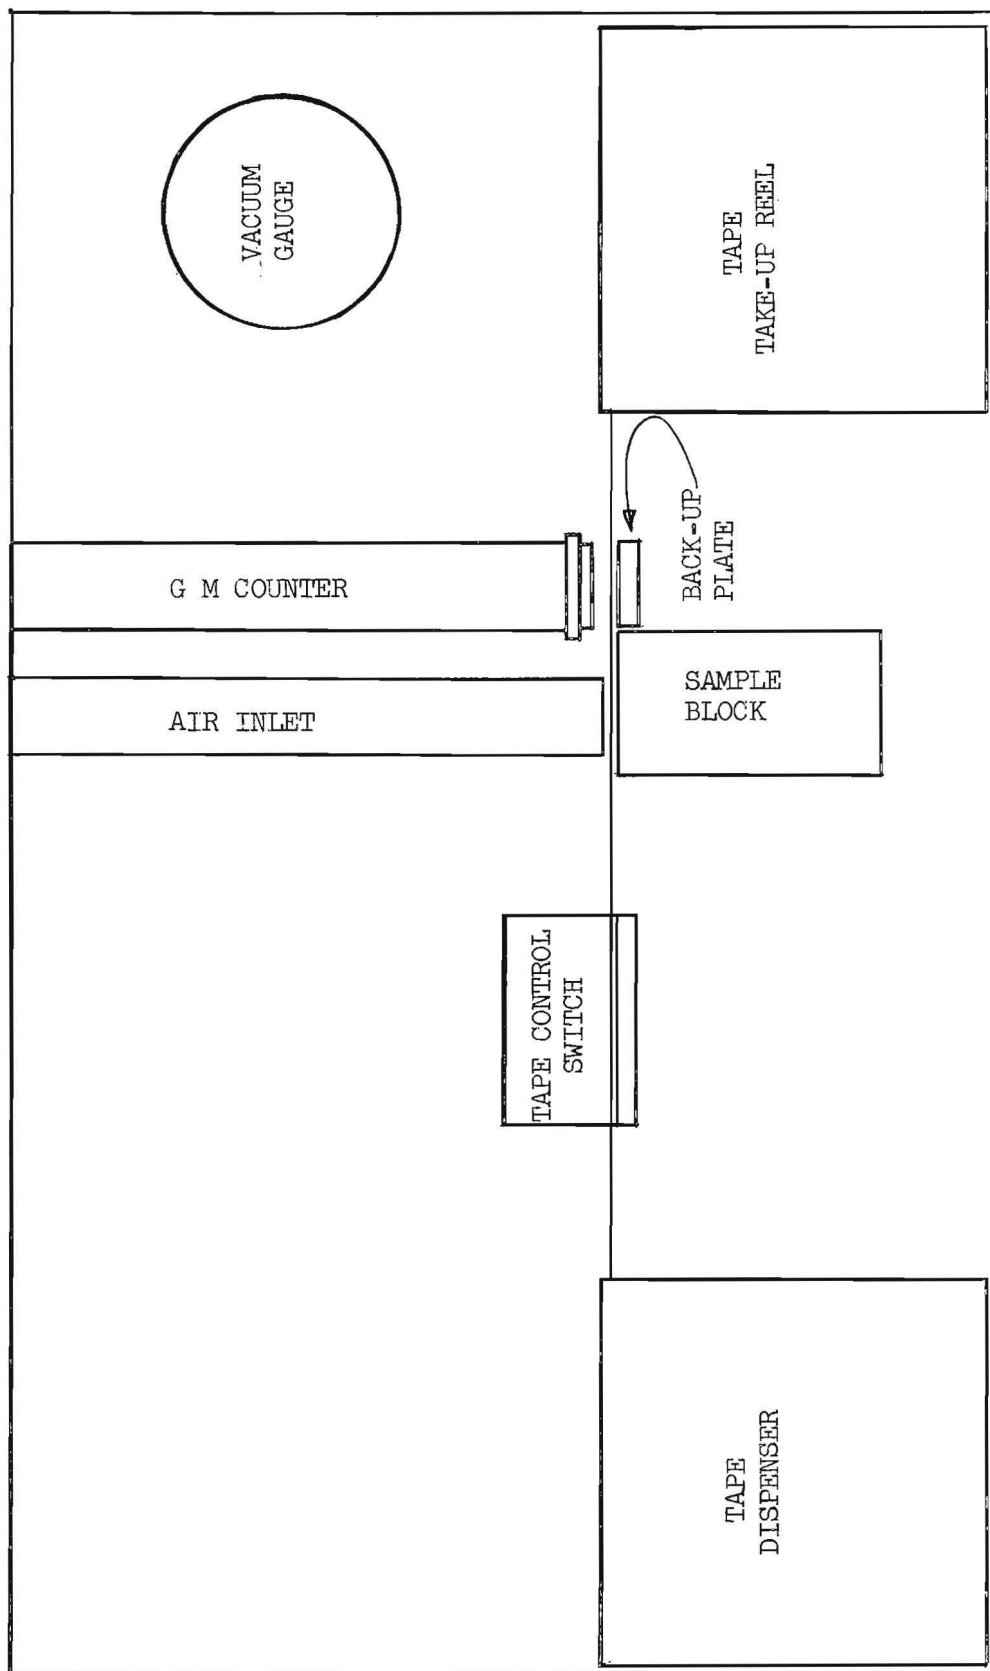 VACUUM
GAUGE
TAPE
TAKE-UP REEL
G M COUNTER
BACK-UP
PLATE
AIR INLET
SAMPLE
BLOCK
TAPE CONTROL
SWITCH
TAPE
DISPENSER